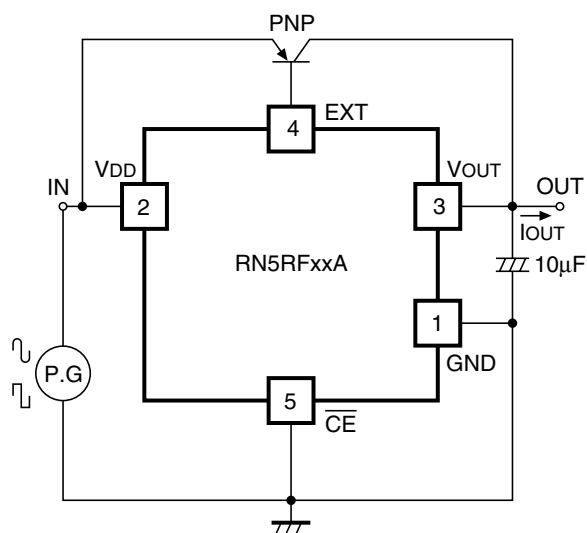 PNP
4
EXT
VDD
VOUT
IN
2
3
OUT
IOUT
RN5RFxxA
10µF
1
GND
P.G
5
CE